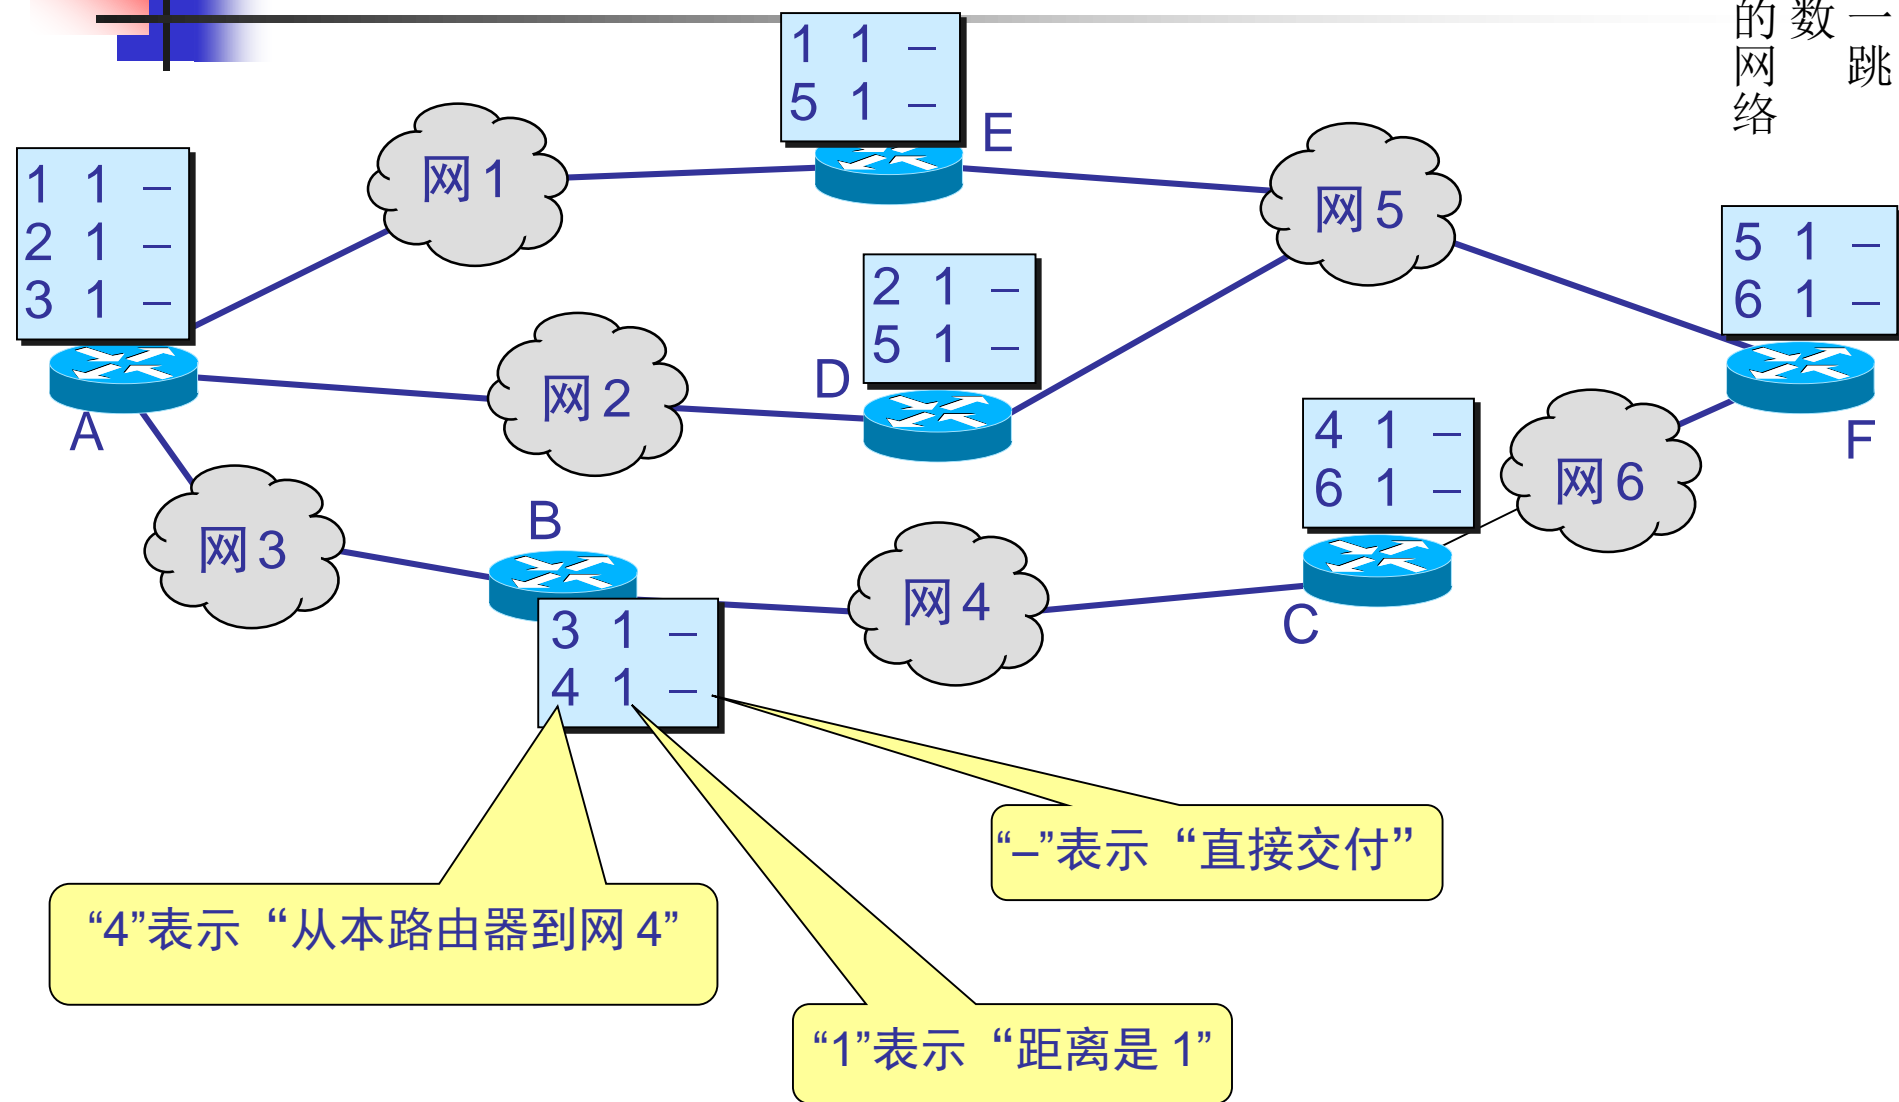 一跳
数
的网络
1 1 –
5 1 –
E
网1
网5
1 1 –
2 1 –
3 1 –
A
5 1 –
6 1 –
F
2 1 –
5 1 –
D
网2
4 1 –
6 1 –
C
网6
网3
B
网4
3 1 –
4 1 –
“–”表示 “直接交付”
“4”表示 “从本路由器到网 4”
“1”表示 “距离是 1”